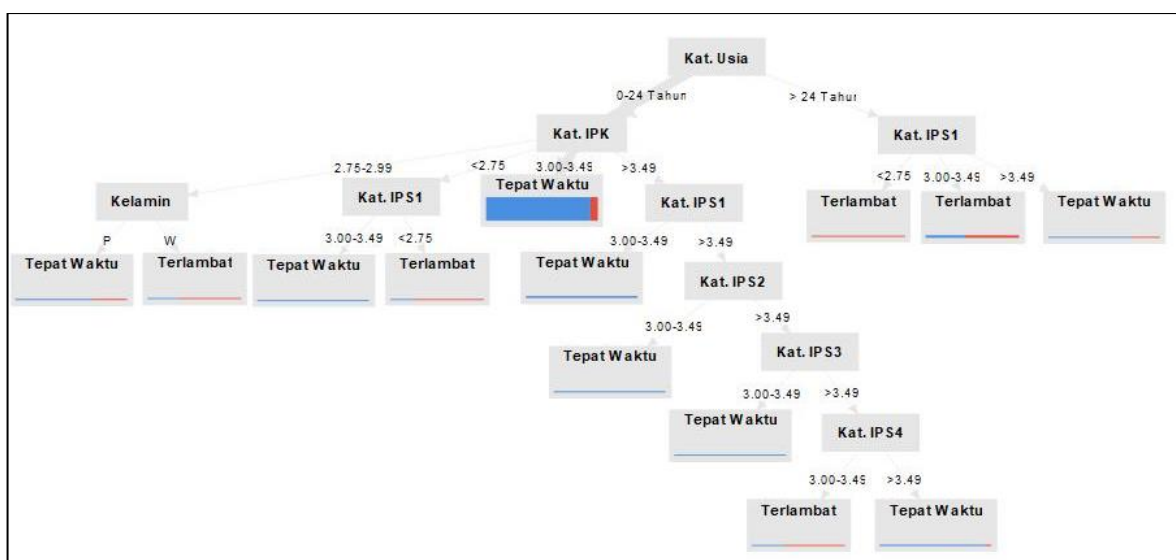 Kat. Usia
0-24 Tahun
> 24 Tahun
Kat. IPK
Kat. IPS1
2.75-2.99
<2.75
3.00-3.49
>3.49
<2.75
3.00-3.49
>3.49
Kelamin
Kat. IPS1
Tepat Waktu
Kat. IPS1
Terlambat
Terlambat
Tepat Waktu
P
W
3.00-3.49
<2.75
3.00-3.49
>3.49
Tepat Waktu
Terlambat
Tepat Waktu
Terlambat
Tepat Waktu
Kat. IPS2
3.00-3.49
>3.49
Tepat Waktu
Kat. IPS3
3.00-3.49
>3.49
Tepat Waktu
Kat. IPS4
3.00-3.49
>3.49
Terlambat
Tepat Waktu